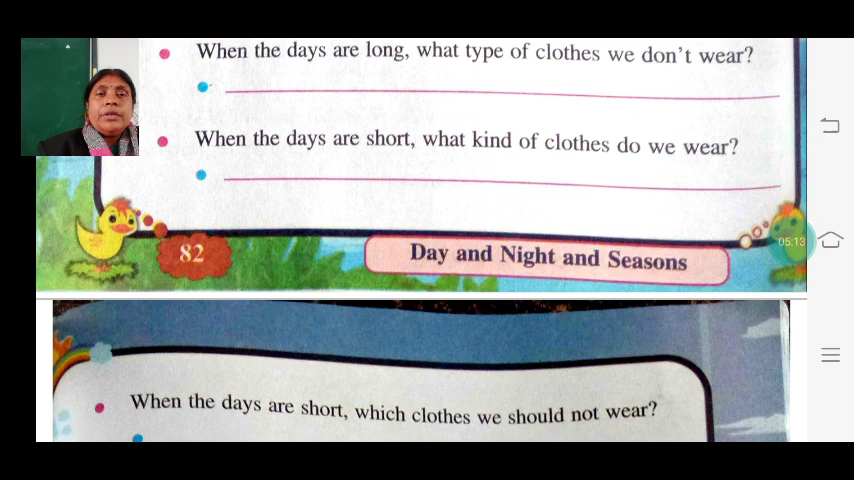 When the days are long, what type of clothes we don't wear?
When the days are short, what kind of clothes do we wear?
82
Day and Night and Seasons
05:13
When the days are short, which clothes we should not wear?